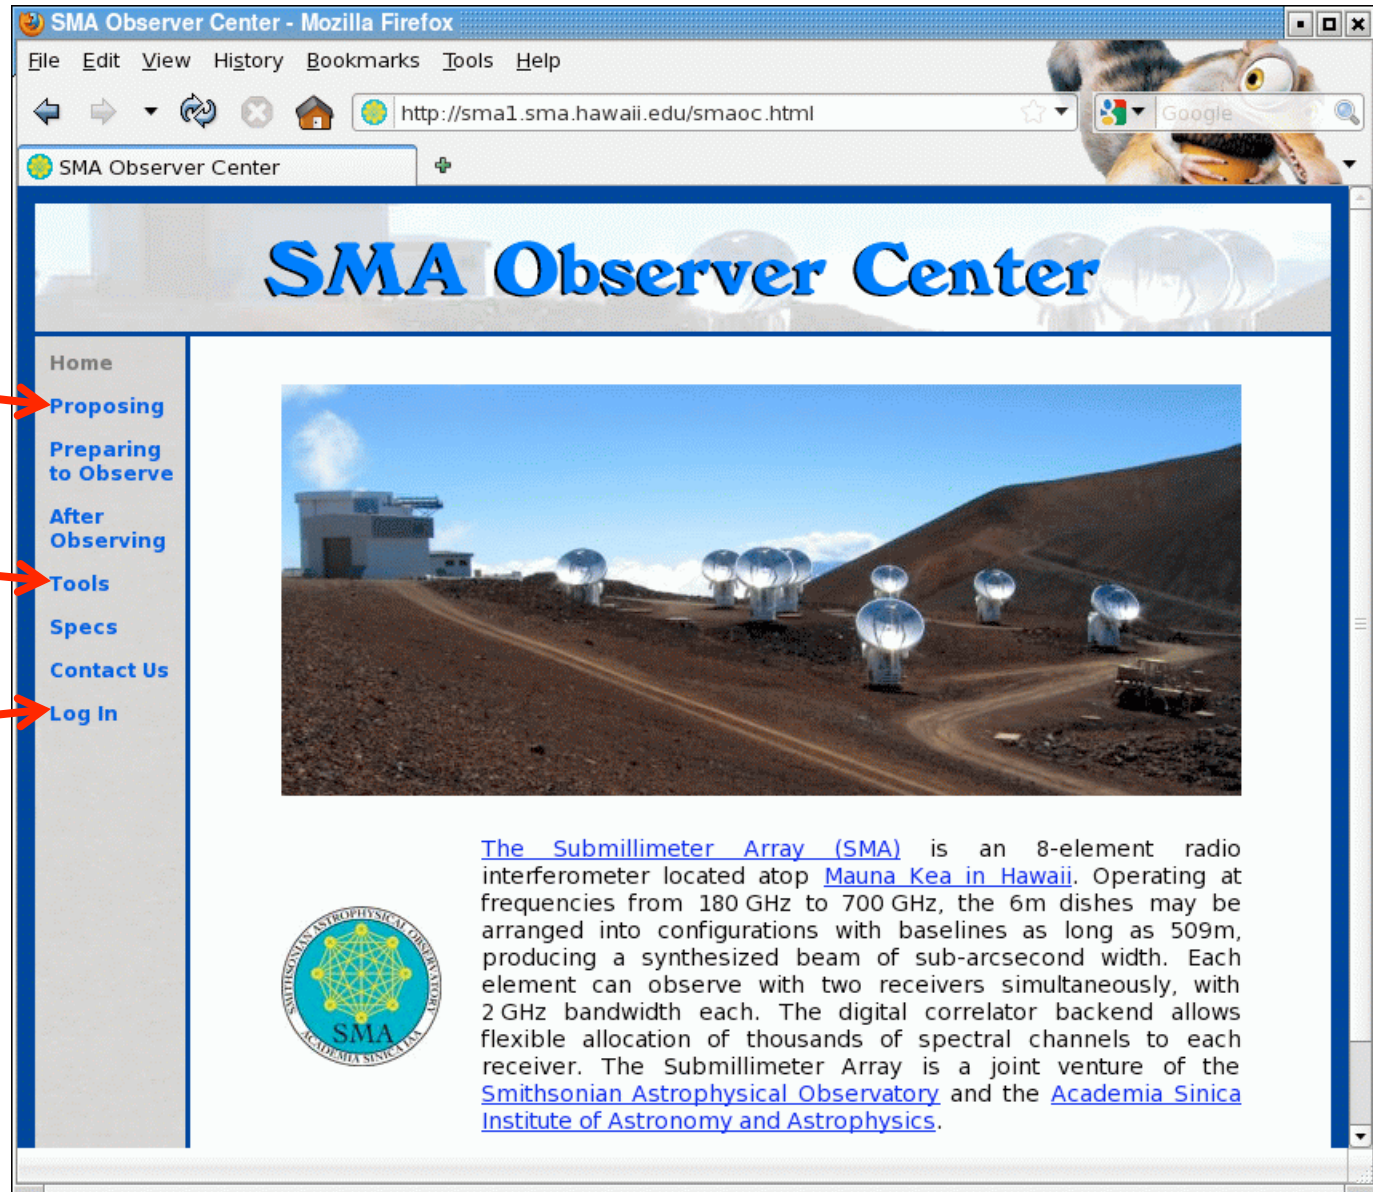 SMA Observer Center - Mozilla Firefox
File Edit View History Bookmarks Tools Help
http://sma1.sma.hawaii.edu/smaoc.html
Google
SMA Observer Center
SMA Observer Center
Home
Proposing
Preparing
to Observe
After
Observing
Tools
Specs
Contact Us
Log In
The Submillimeter Array (SMA) is an 8-element radio
interferometer located atop Mauna Kea in Hawaii. Operating at
frequencies from 180 GHz to 700 GHz, the 6m dishes may be
arranged into configurations with baselines as long as 509m,
producing a synthesized beam of sub-arcsecond width. Each
element can observe with two receivers simultaneously, with
2 GHz bandwidth each. The digital correlator backend allows
flexible allocation of thousands of spectral channels to each
receiver. The Submillimeter Array is a joint venture of the
Smithsonian Astrophysical Observatory and the Academia Sinica
Institute of Astronomy and Astrophysics.
SMITHSONIAN ASTROPHYSICAL OBSERVATORY
SMA
ACADEMIA SINICA IAA